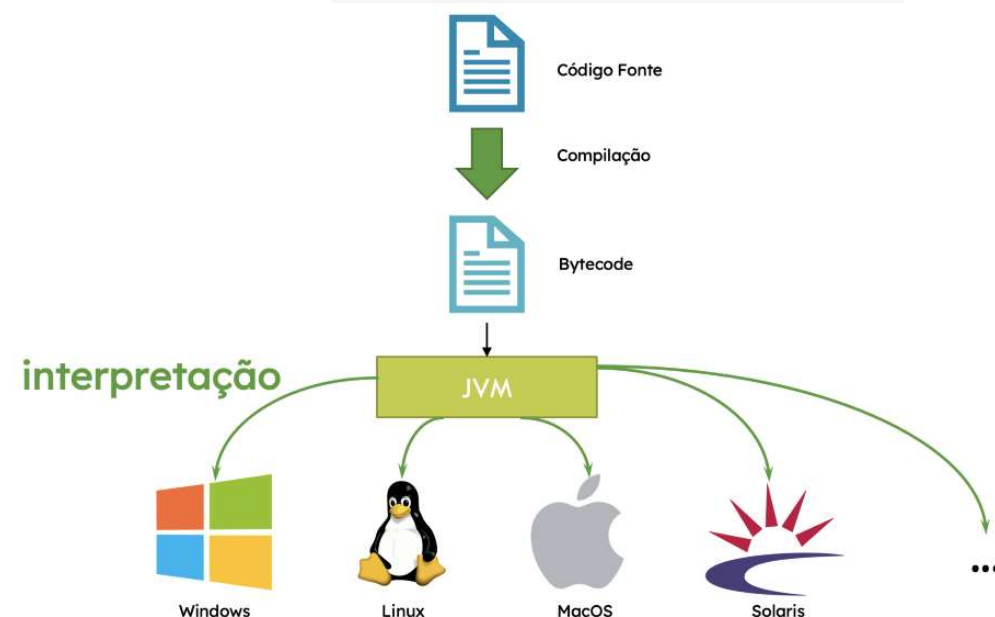 Código Fonte
Compilação
Bytecode
interpretação
JVM
Windows
Linux
MacOS
Solaris
...